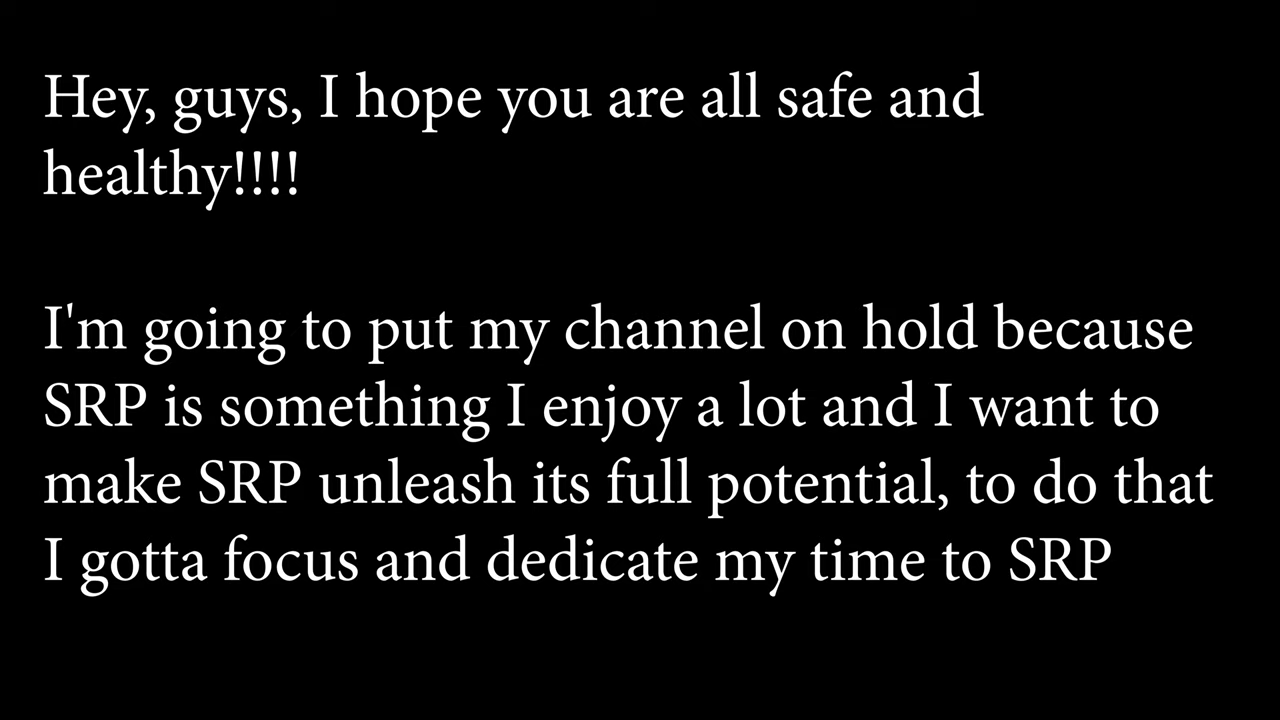 Hey, guys, I hope you are all safe and
healthy!!!!
I'm going to put my channel on hold because
SRP is something I enjoy a lot and I want to
make SRP unleash its full potential, to do that
I gotta focus and dedicate my time to SRP